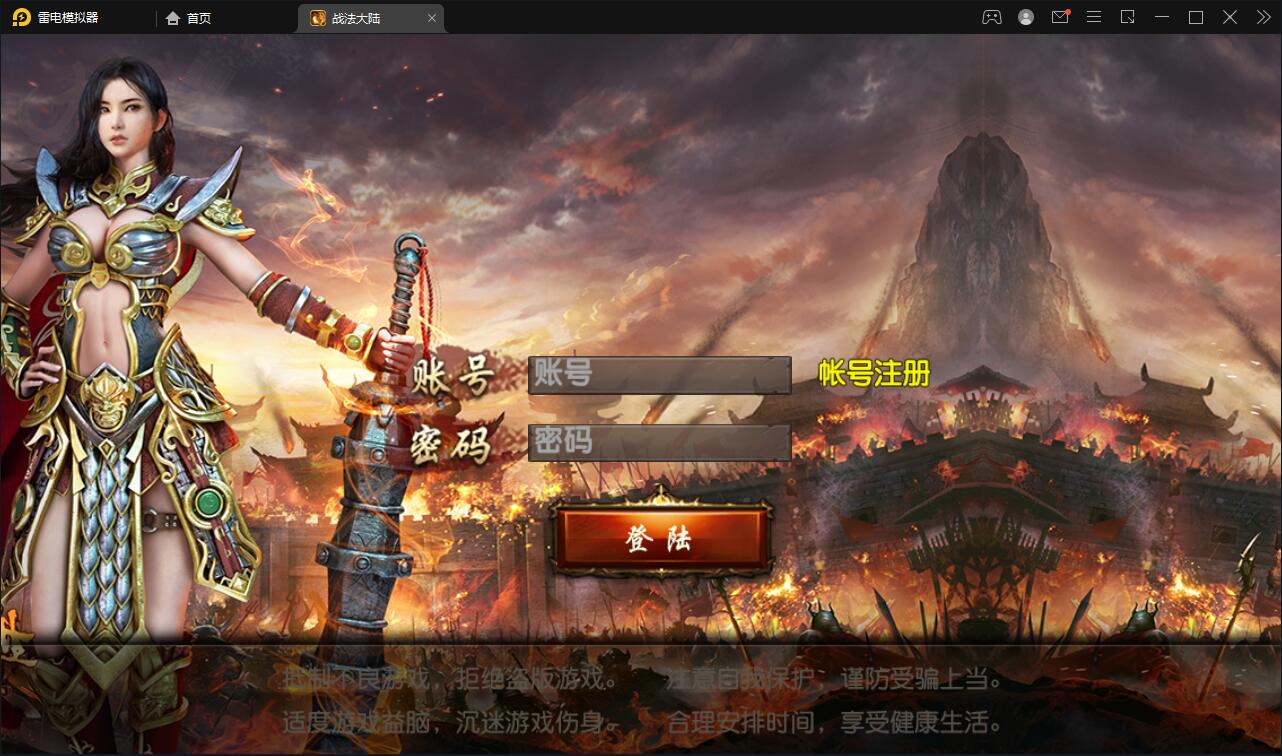 雷电模拟器
首页
战法大陆
账号
账号
帐号注册
密码
密码
登陆
抵制不良游戏，拒绝盗版游戏。 注意自我保护，谨防受骗上当。
适度游戏益脑，沉迷游戏伤身。 合理安排时间，享受健康生活。